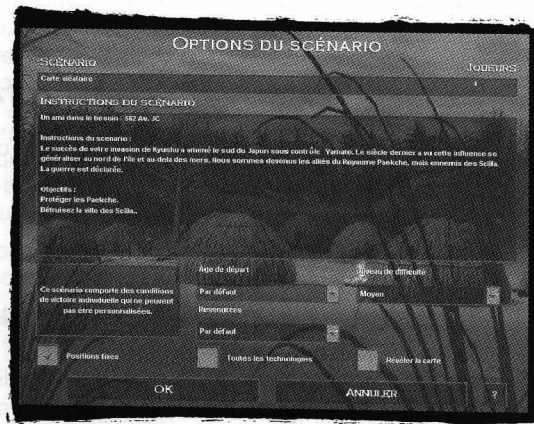 OPTIONS DU SCÉNARIO
SCÉNARIO
JOUEURS
Carte aléatoire
INSTRUCTIONS DU SCÉNARIO
Un ami dans le besoin - 562 Av. JC
Instructions du scenario :
Le succès de votre invasion de Kyushu a amené le sud du Japon sous contrôle Yamato. Le siècle dernier a vu cette influence se
généraliser au nord de l'île et au-delà des mers. Nous sommes devenus les alliés du Royaume Paekche, mais ennemis des Scilla.
La guerre est déclarée.
Objectifs :
Protéger les Paekche.
Détruisez la ville des Scilla..
Age de départ
Niveau de difficulté
Ce scénario comporte des conditions
de victoire individuelle qui ne peuvent
pas être personnalisées.
Par défaut
Moyen
Ressources
Par défaut
Positions fixes
Toutes les technologies
Révéler la carte
OK
ANNULER
?